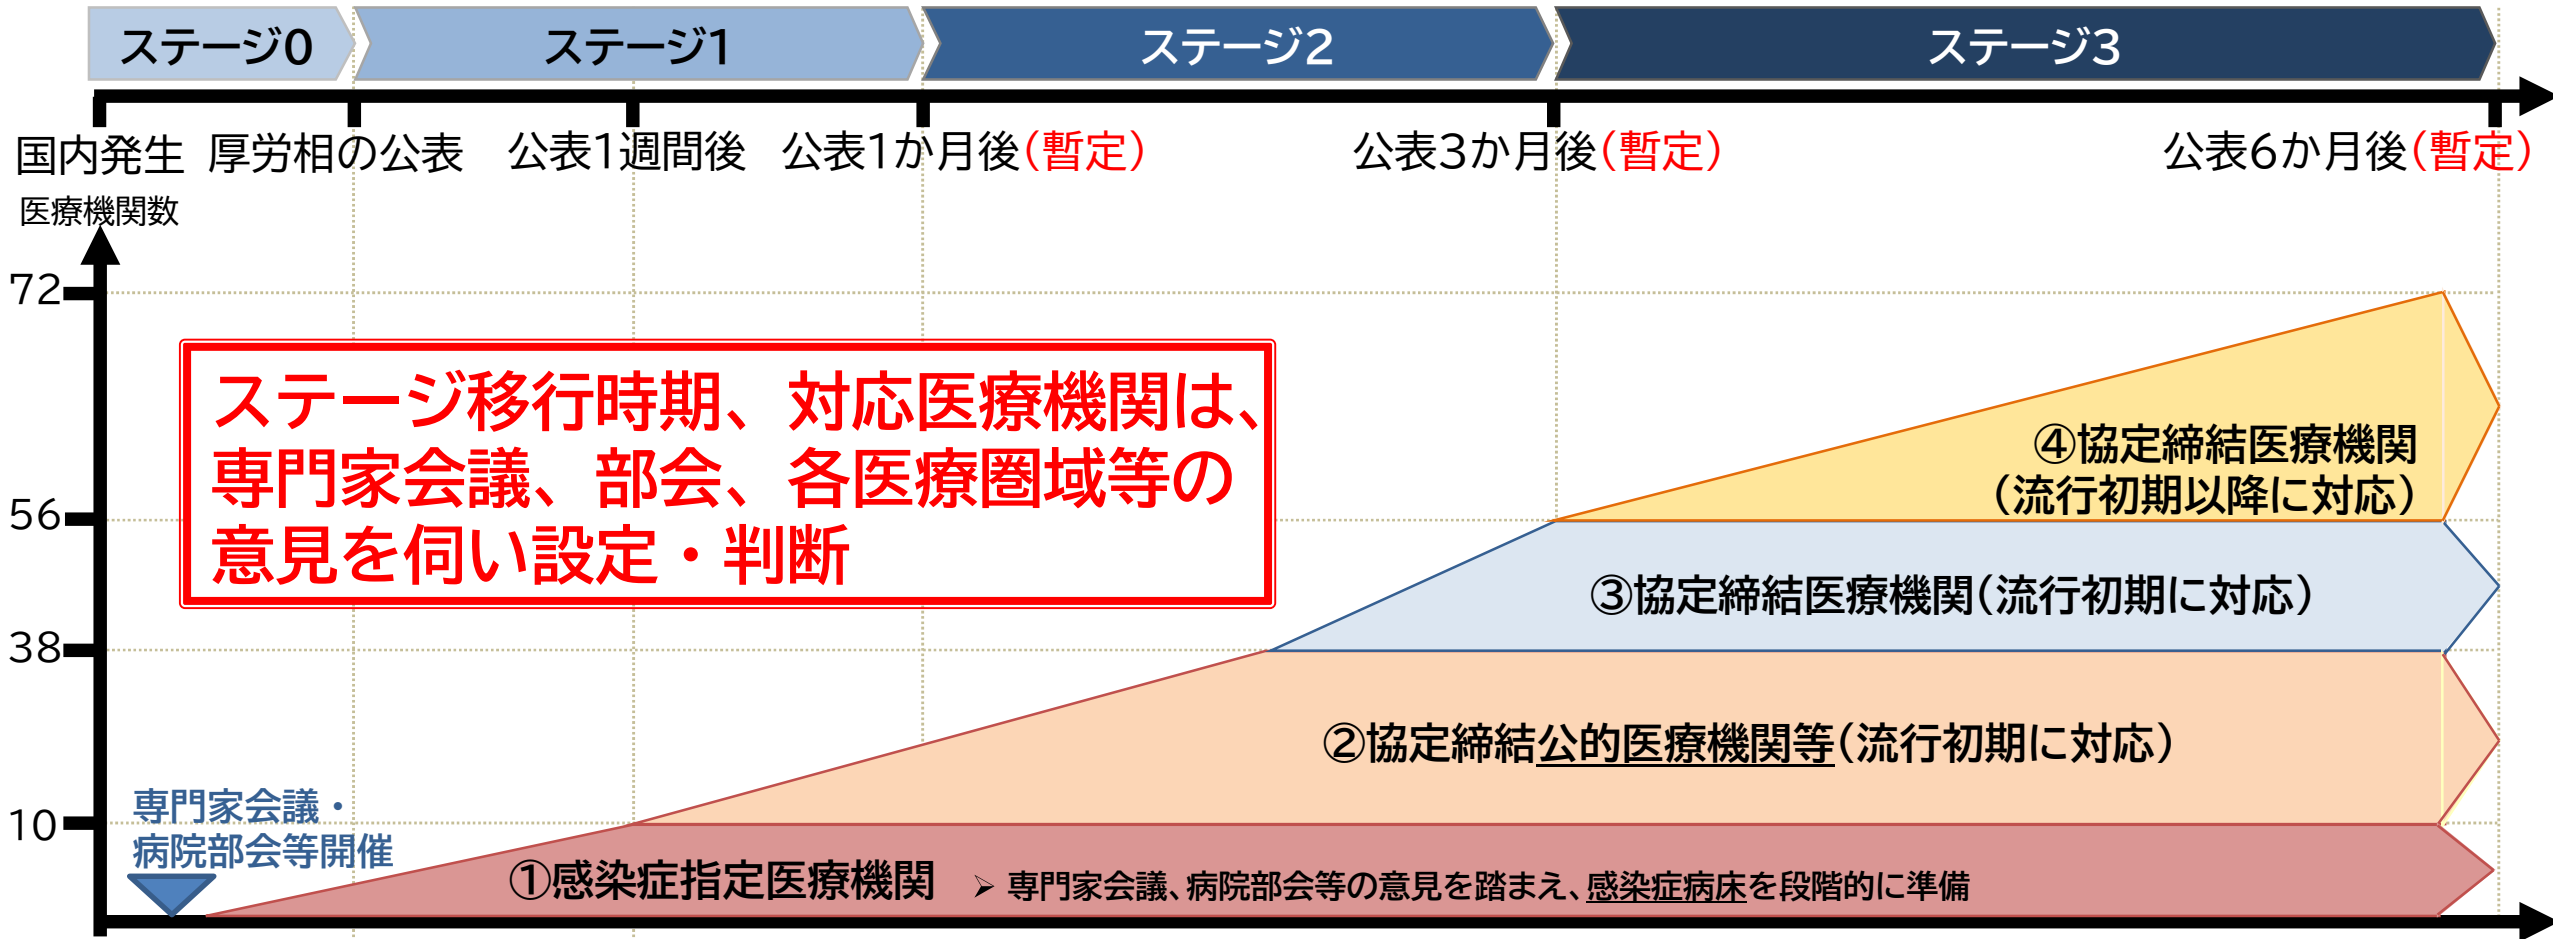 ステージ0
ステージ1
ステージ2
ステージ3
国内発生
厚労相の公表
公表1週間後
公表1か月後(暫定)
公表3か月後(暫定)
公表6か月後(暫定)
医療機関数
72
56
38
10
ステージ移行時期、対応医療機関は、
専門家会議、部会、各医療圏域等の
意見を伺い設定・判断
④協定締結医療機関
(流行初期以降に対応)
③協定締結医療機関(流行初期に対応)
②協定締結公的医療機関等(流行初期に対応)
専門家会議・
病院部会等開催
①感染症指定医療機関
➢ 専門家会議、病院部会等の意見を踏まえ、感染症病床を段階的に準備